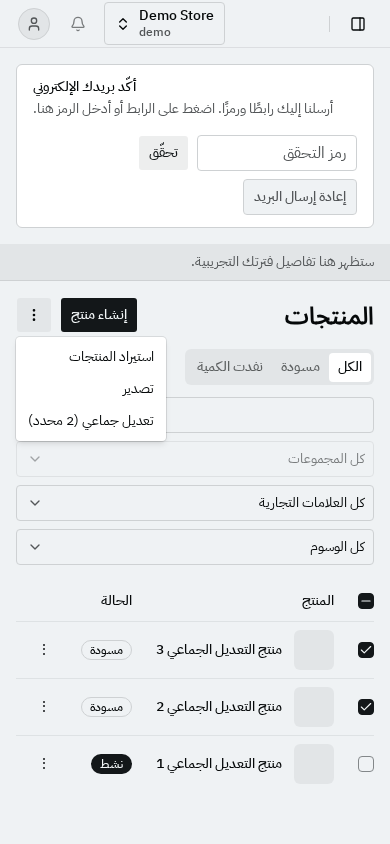 Demo Store
demo
أكّد بريدك الإلكتروني
أرسلنا إليك رابطًا ورمزًا. اضغط على الرابط أو أدخل الرمز هنا.
رمز التحقق
تحقّق
إعادة إرسال البريد
ستظهر هنا تفاصيل فترتك التجريبية.
المنتجات
إنشاء منتج
استيراد المنتجات
تصدير
تعديل جماعي (2 محدد)
الكل
مسودة
نفدت الكمية
كل المجموعات
كل العلامات التجارية
كل الوسوم
المنتج
الحالة
منتج التعديل الجماعي 3
مسودة
منتج التعديل الجماعي 2
مسودة
منتج التعديل الجماعي 1
نشط